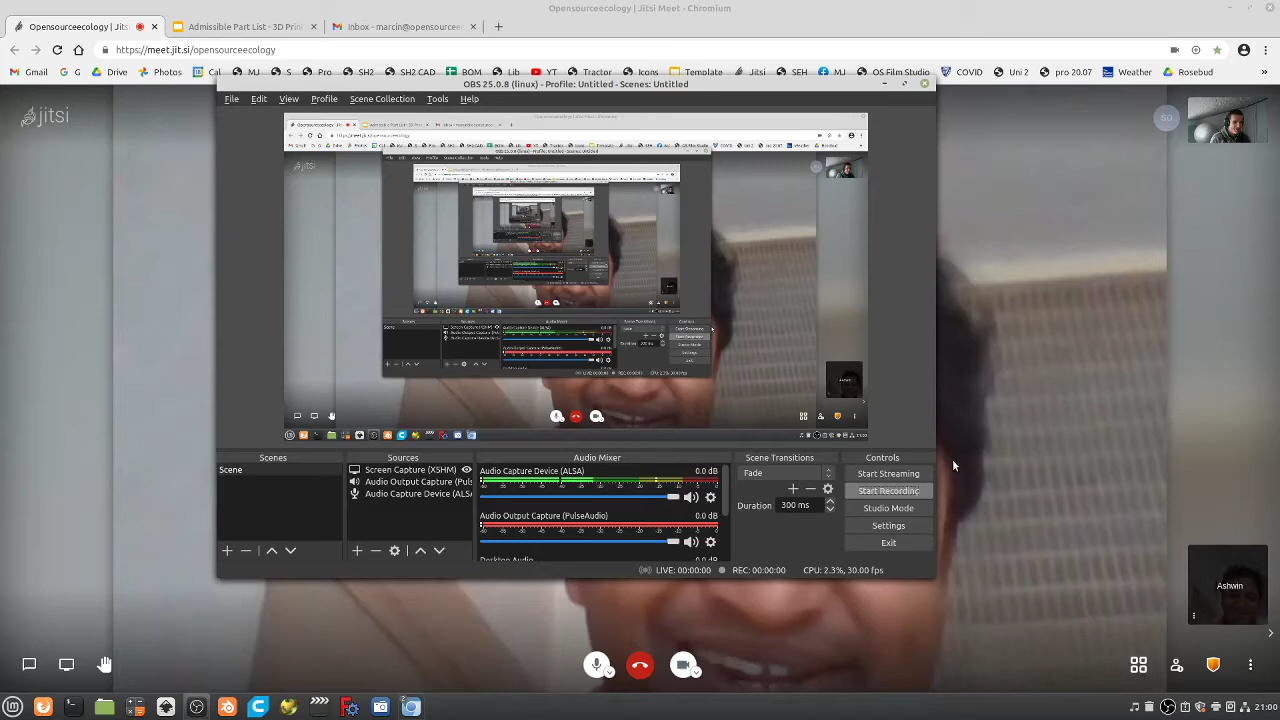 Opensourceecology | Jitsi Meet - Chromium
Opensourceecology | Jits
Admissible Part List - 3D Prin
Inbox - marcin@opensourcee
https://meet.jit.si/opensourceecology
Gmail G Drive Photos Cal MJ S Pro SH2 SH2 CAD BOM Lib YT Tractor Icons Template Jitsi SEH MJ OS Film Studio COVID Uni 2 pro 20.07 Weather Rosebud
OBS 25.0.8 (linux) - Profile: Untitled - Scenes: Untitled
File Edit View Profile Scene Collection Tools Help
jitsi
50
Scenes Sources Audio Mixer Scene Transitions Controls
Scene
Screen Capture (XSHM)
Audio Output Capture (Puls
Audio Capture Device (ALSA
Audio Capture Device (ALSA) 0.0 dB
Audio Output Capture (PulseAudio) 0.0 dB
Desktop Audio
Fade
Duration 300 ms
Start Streaming
Start Recording
Studio Mode
Settings
Exit
LIVE: 00:00:00 REC: 00:00:00 CPU: 2.3%, 30.00 fps
Ashwin
21:00